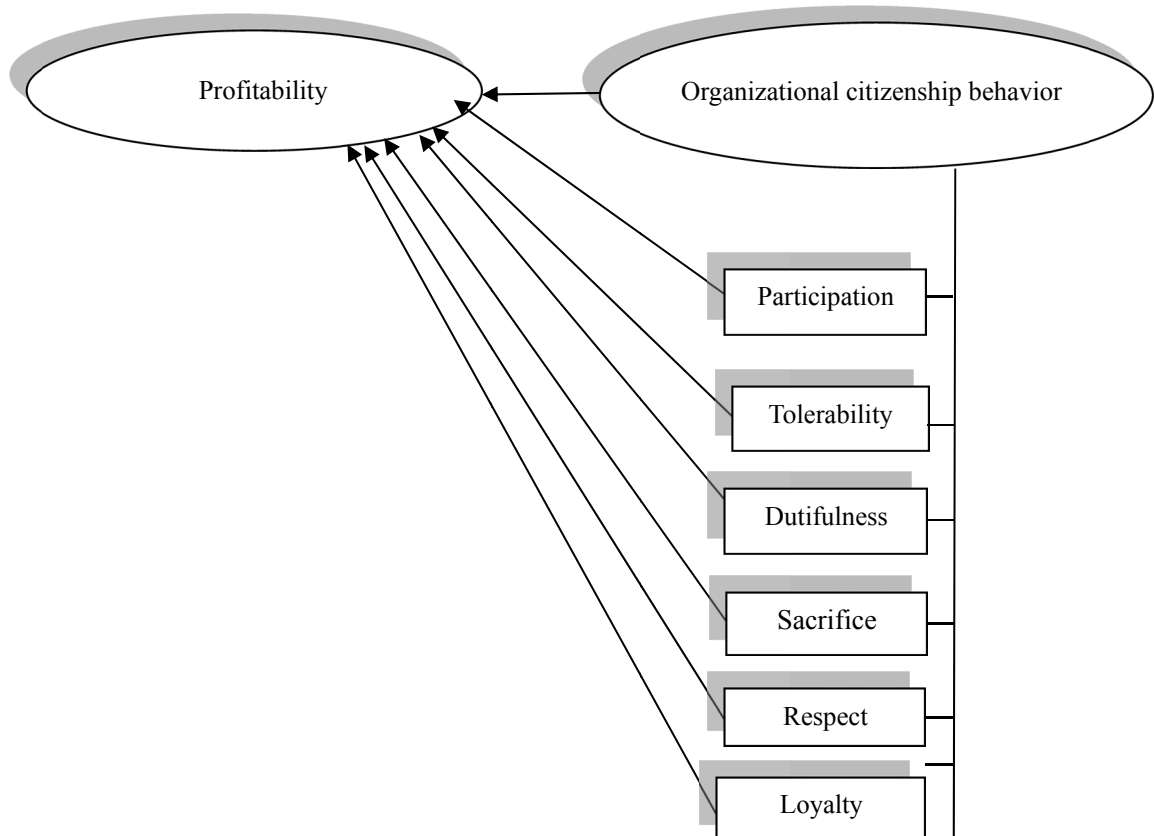 Profitability
Organizational citizenship behavior
Participation
Tolerability
Dutifulness
Sacrifice
Respect
Loyalty